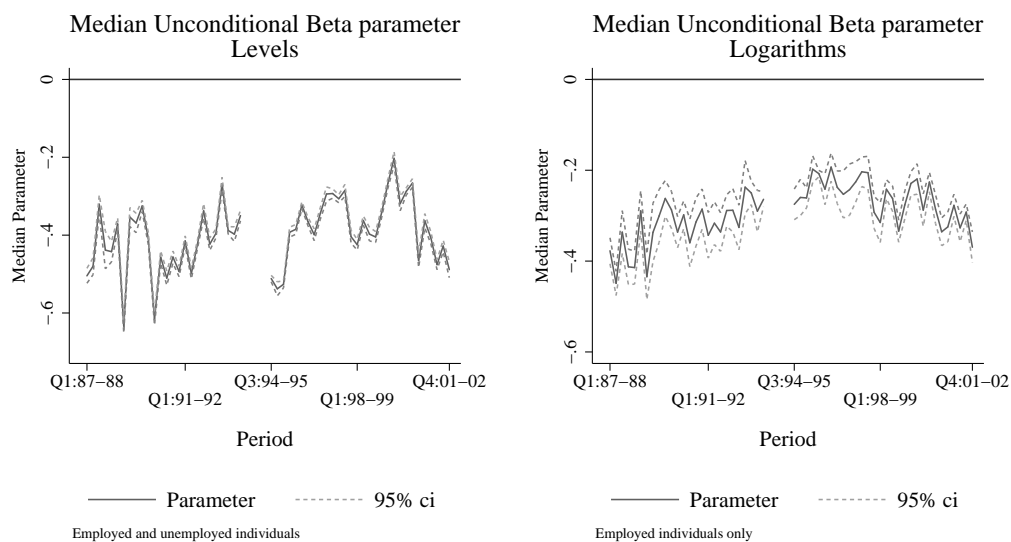 Median Unconditional Beta parameter
Levels
0
−.2
−.4
−.6
Median Parameter
Q1:87–88
Q3:94–95
Q4:01–02
Q1:91–92
Q1:98–99
Period
Parameter
95% ci
Employed and unemployed individuals
Median Unconditional Beta parameter
Logarithms
0
−.2
−.4
−.6
Median Parameter
Q1:87–88
Q3:94–95
Q4:01–02
Q1:91–92
Q1:98–99
Period
Parameter
95% ci
Employed individuals only